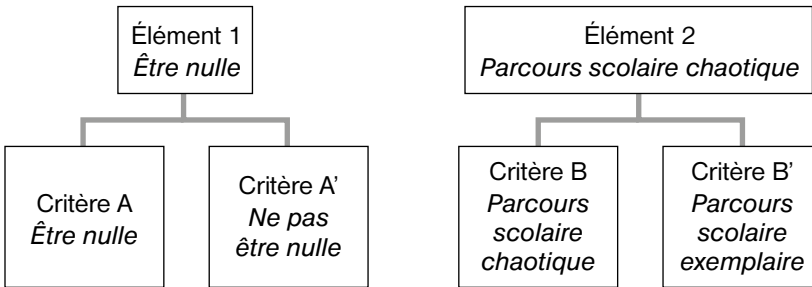 Élément 1
Être nulle
Élément 2
Parcours scolaire chaotique
Critère A
Être nulle
Critère A'
Ne pas
être nulle
Critère B
Parcours
scolaire
chaotique
Critère B'
Parcours
scolaire
exemplaire